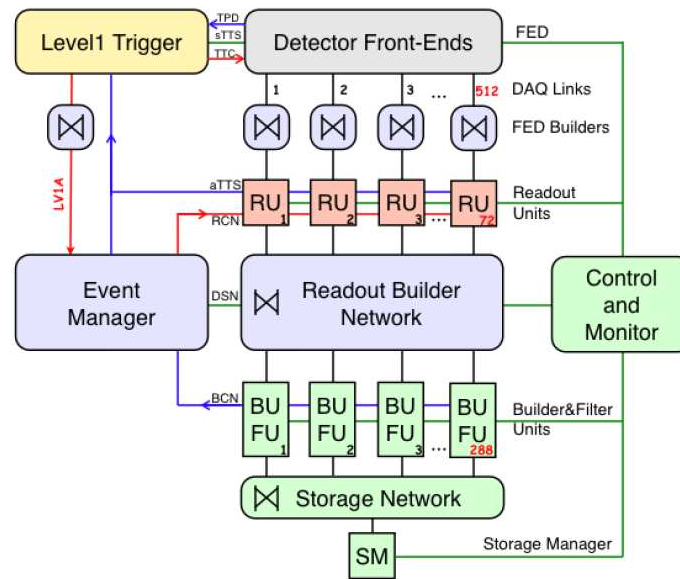 Level1 Trigger
TPD
sTTS
TTC
Detector Front-Ends
FED
1
2
3
...
512
DAQ Links
FED Builders
LV1A
aTTS
RCN
RU
1
RU
2
RU
3
...
RU
72
Readout
Units
Event
Manager
DSN
Readout Builder
Network
Control
and
Monitor
BCN
BU
FU
1
BU
FU
2
BU
FU
3
...
BU
FU
288
Builder&Filter
Units
Storage Network
SM
Storage Manager